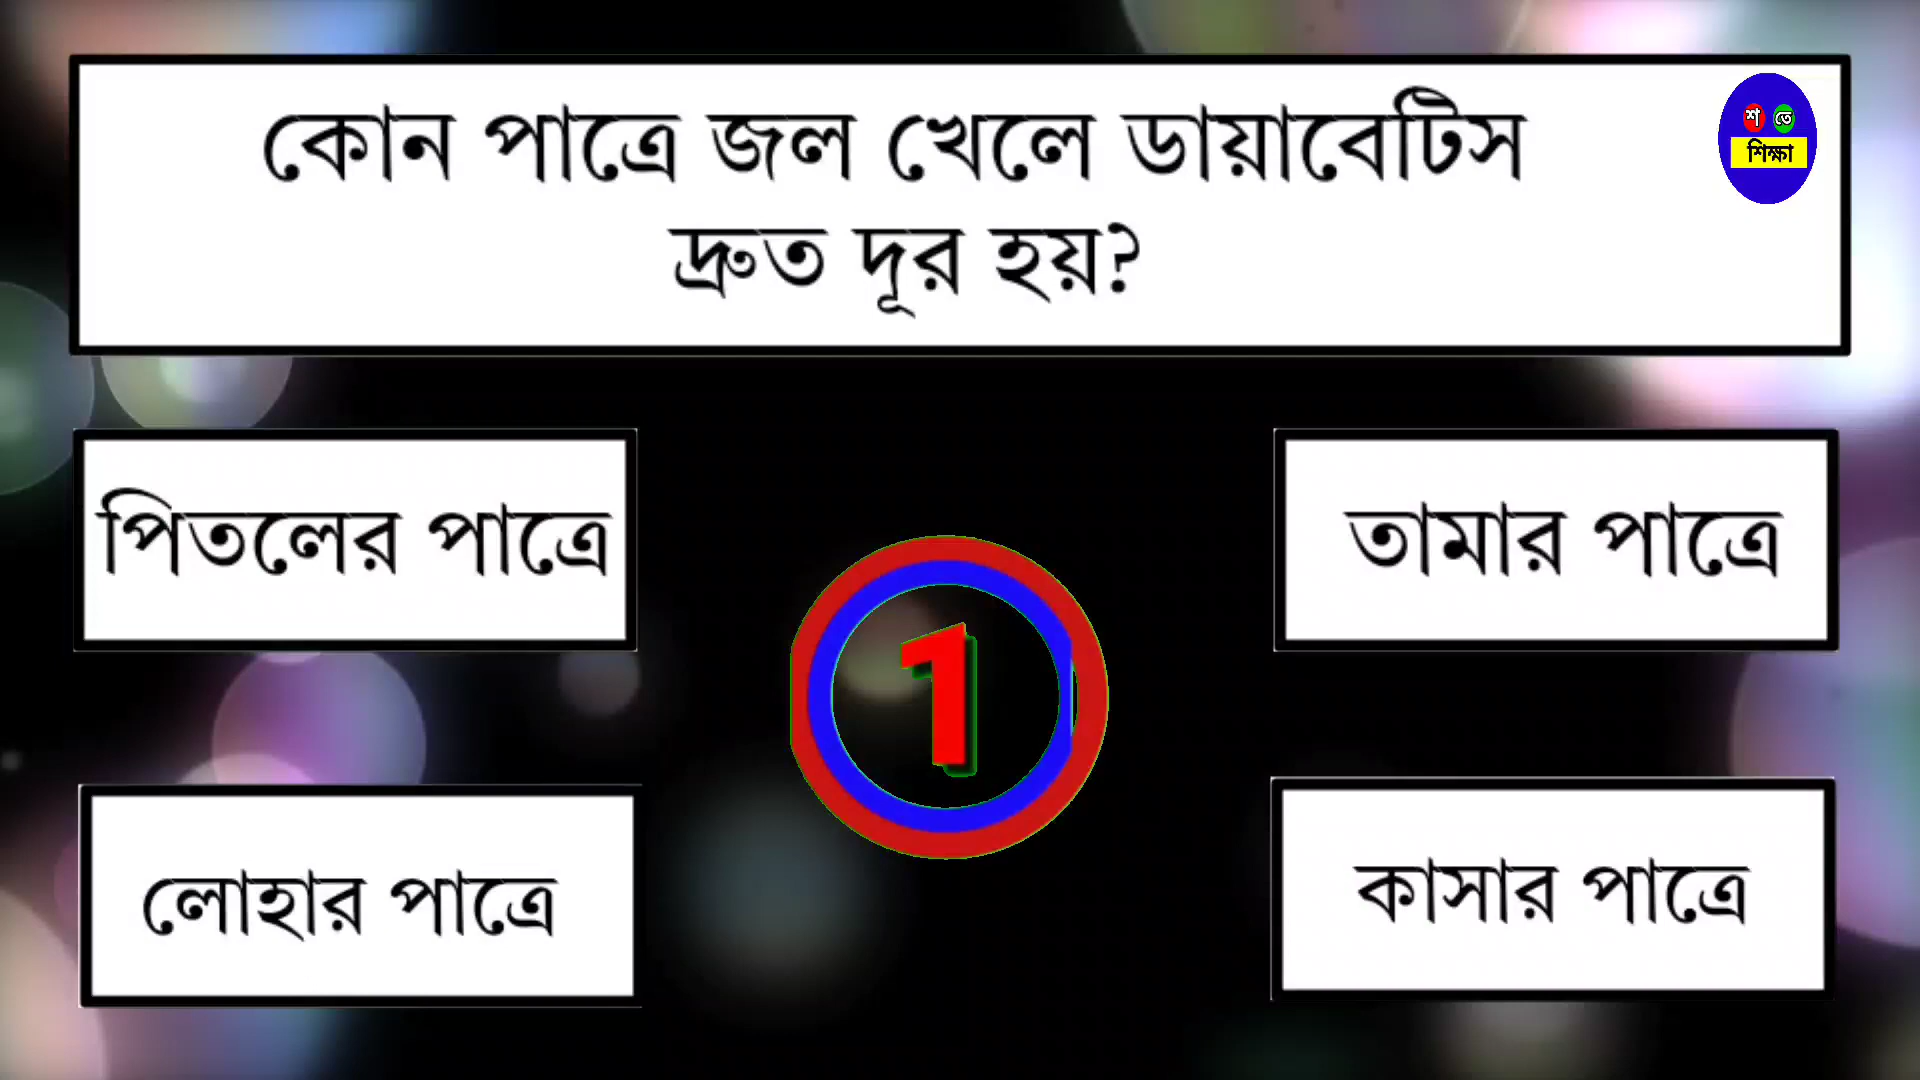 কোন পাত্রে জল খেলে ডায়াবেটিস
দ্রুত দূর হয়?
শ তে
শিক্ষা
পিতলের পাত্রে
তামার পাত্রে
1
লোহার পাত্রে
কাসার পাত্রে